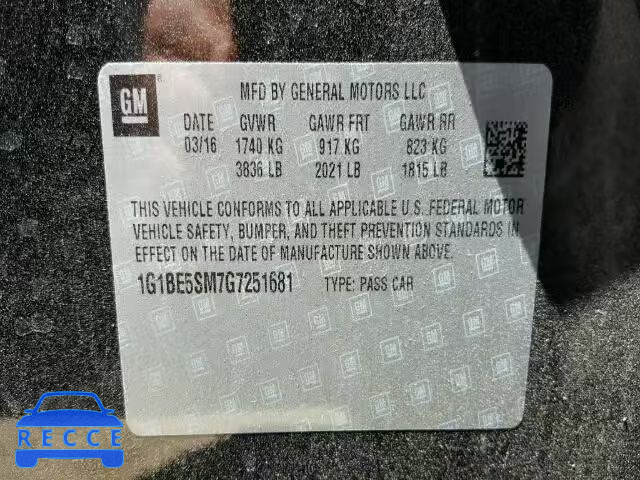 GM
MFD BY GENERAL MOTORS LLC
DATE GVWR GAWR FRT GAWR RR
03/16 1740 KG 917 KG 823 KG
3836 LB 2021 LB 1815 LB
THIS VEHICLE CONFORMS TO ALL APPLICABLE U.S. FEDERAL MOTOR
VEHICLE SAFETY, BUMPER, AND THEFT PREVENTION STANDARDS IN
EFFECT ON THE DATE OF MANUFACTURE SHOWN ABOVE.
1G1BE5SM7G7251681 TYPE: PASS CAR
RECCE